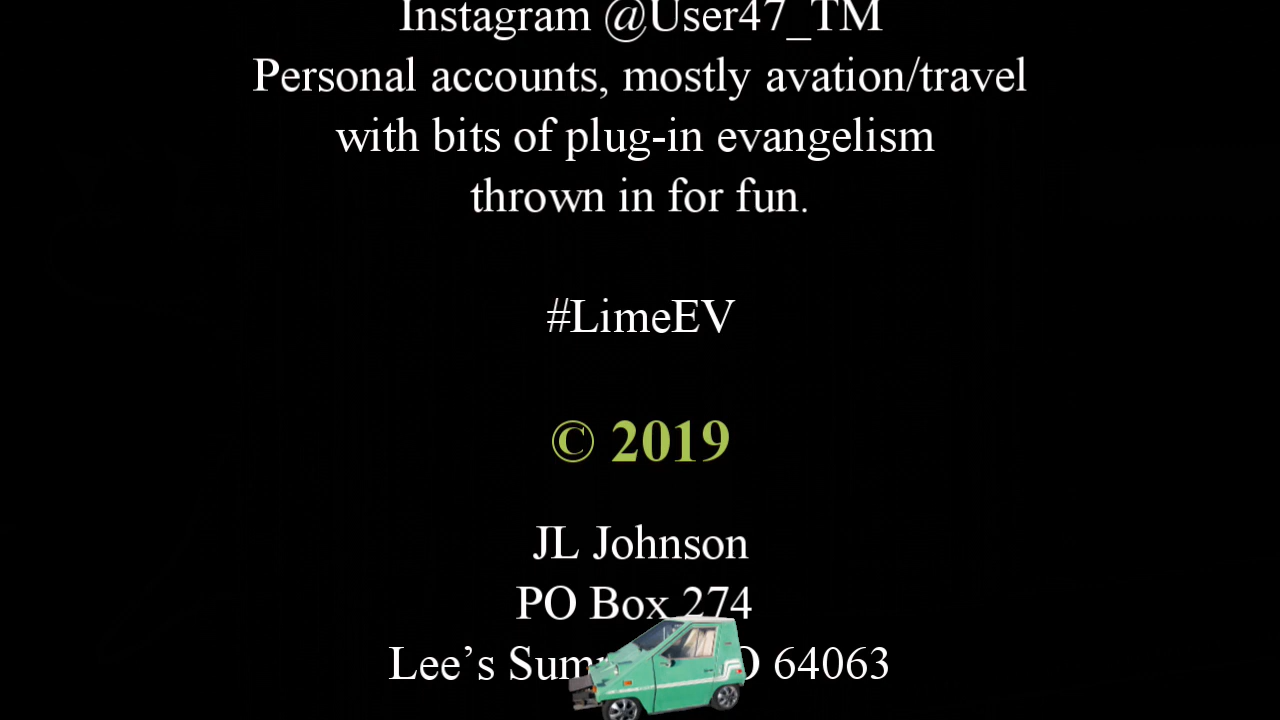 Instagram @User47_TM
Personal accounts, mostly avation/travel
with bits of plug-in evangelism
thrown in for fun.
#LimeEV
© 2019
JL Johnson
PO Box 274
Lee’s 64063